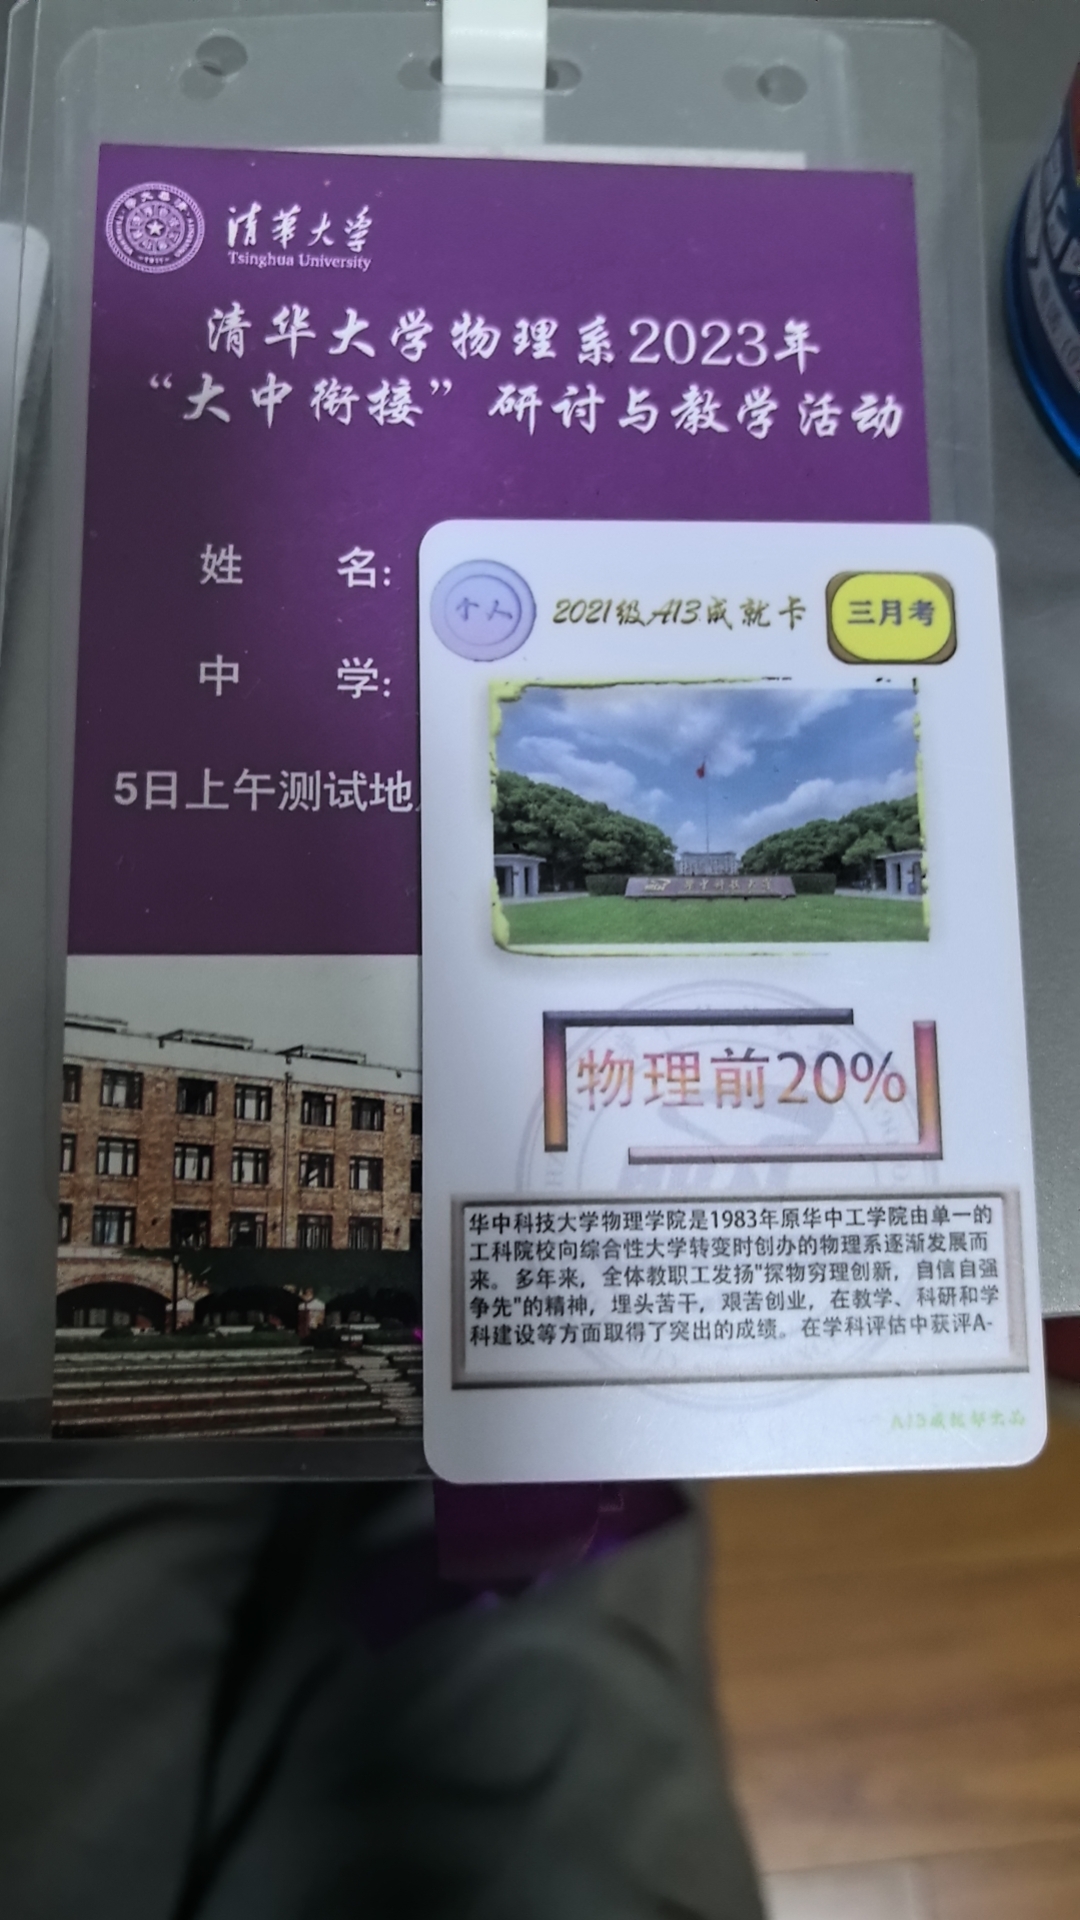 清華大学
Tsinghua University
清华大学物理系2023年
“大中衔接”研讨与教学活动
姓 名:
中 学:
5日上午测试地
个人
2021级A13成就卡
三月考
华中科技大学
物理前20%
华中科技大学物理学院是1983年原华中工学院由单一的
工科院校向综合性大学转变时创办的物理系逐渐发展而
来。多年来，全体教职工发扬"探物穷理创新，自信自强
争先"的精神，埋头苦干，艰苦创业，在教学、科研和学
科建设等方面取得了突出的成绩。在学科评估中获评A-
A13成就部出品